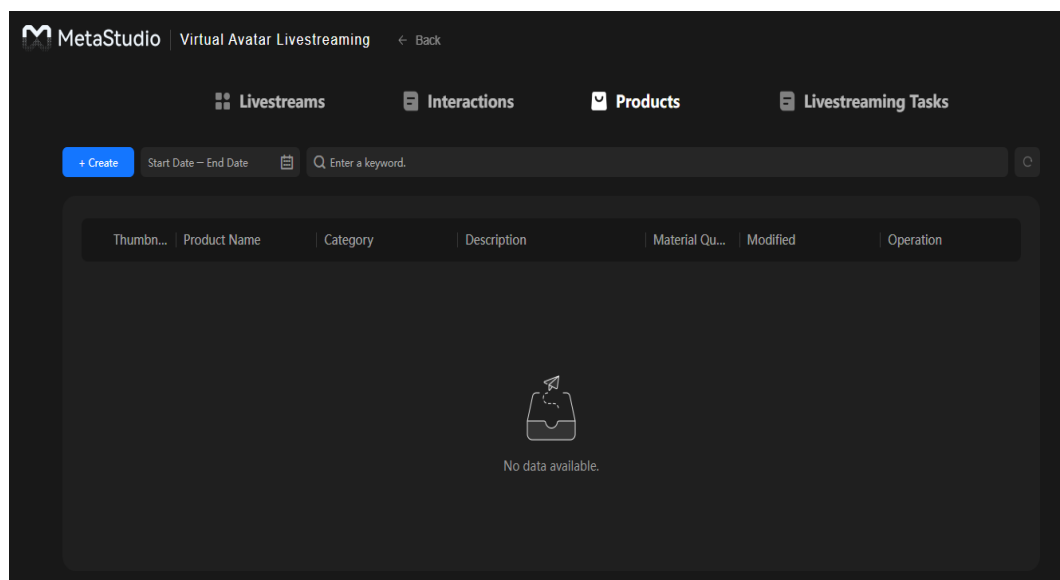 MetaStudio Virtual Avatar Livestreaming ← Back
Livestreams Interactions Products Livestreaming Tasks
+ Create Start Date – End Date Enter a keyword.
Thumbn... Product Name Category Description Material Qu... Modified Operation
No data available.